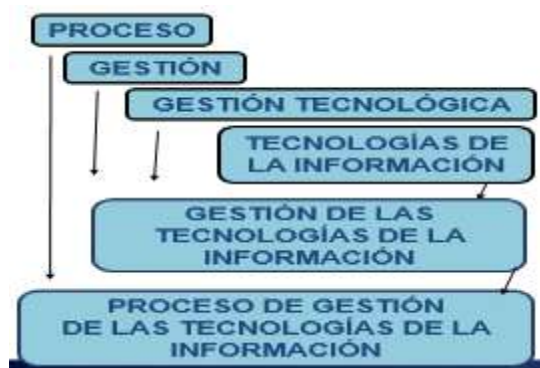 PROCESO
GESTIÓN
GESTIÓN TECNOLÓGICA
TECNOLOGÍAS DE
LA INFORMACIÓN
GESTIÓN DE LAS
TECNOLOGÍAS DE LA
INFORMACIÓN
PROCESO DE GESTIÓN
DE LAS TECNOLOGÍAS DE LA
INFORMACIÓN